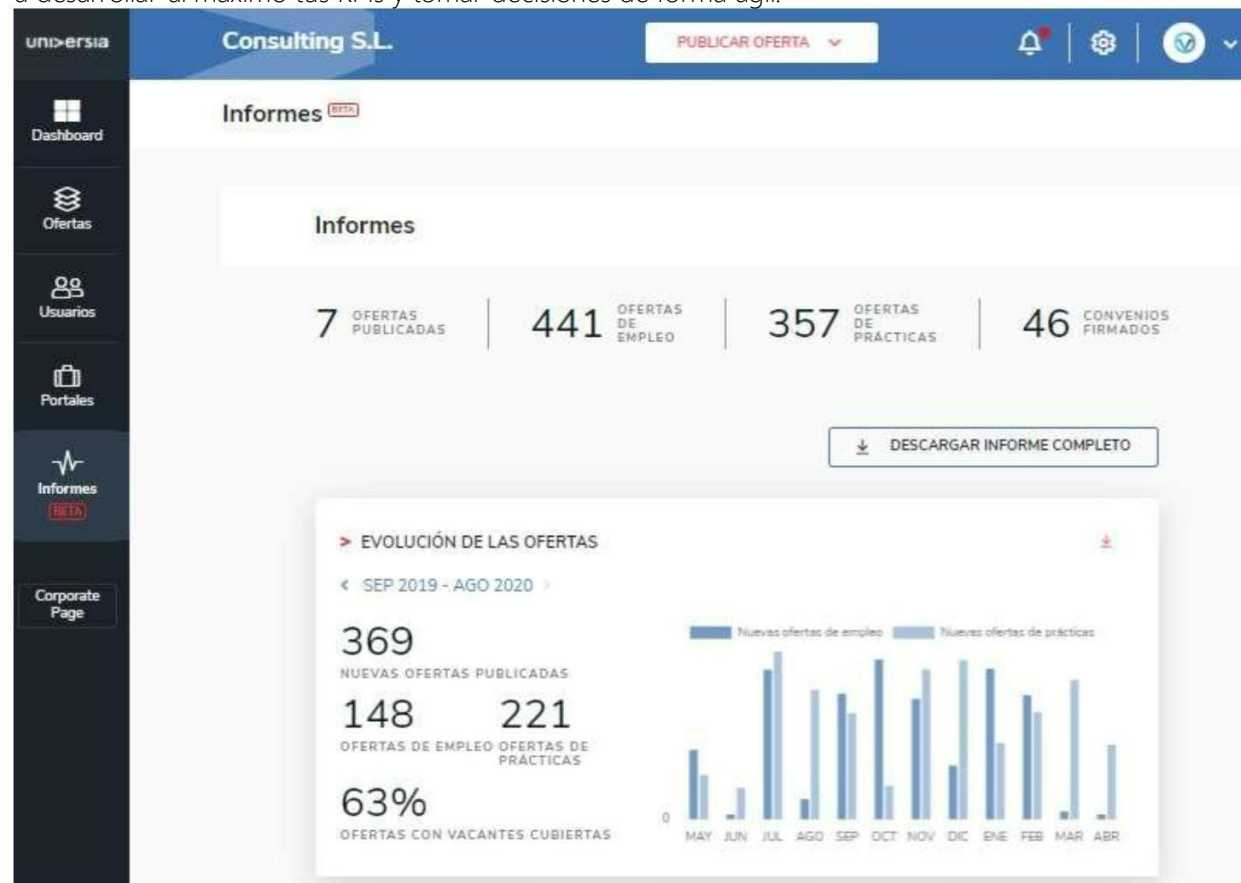 a desarrollar al máximo tus KPIs y tomar decisiones de forma ágil.
uni>ersia
Consulting S.L.
PUBLICAR OFERTA
Dashboard
Informes BETA
Ofertas
Informes
Usuarios
7 OFERTAS
PUBLICADAS
441 OFERTAS
DE
EMPLEO
357 OFERTAS
DE
PRÁCTICAS
46 CONVENIOS
FIRMADOS
Portales
DESCARGAR INFORME COMPLETO
Informes
BETA
> EVOLUCIÓN DE LAS OFERTAS
< SEP 2019 - AGO 2020 >
Corporate
Page
369
NUEVAS OFERTAS PUBLICADAS
148
OFERTAS DE EMPLEO
221
OFERTAS DE
PRÁCTICAS
63%
OFERTAS CON VACANTES CUBIERTAS
Nuevas ofertas de empleo Nuevas ofertas de prácticas
0
MAY JUN JUL AGO SEP OCT NOV DIC ENE FEB MAR ABR